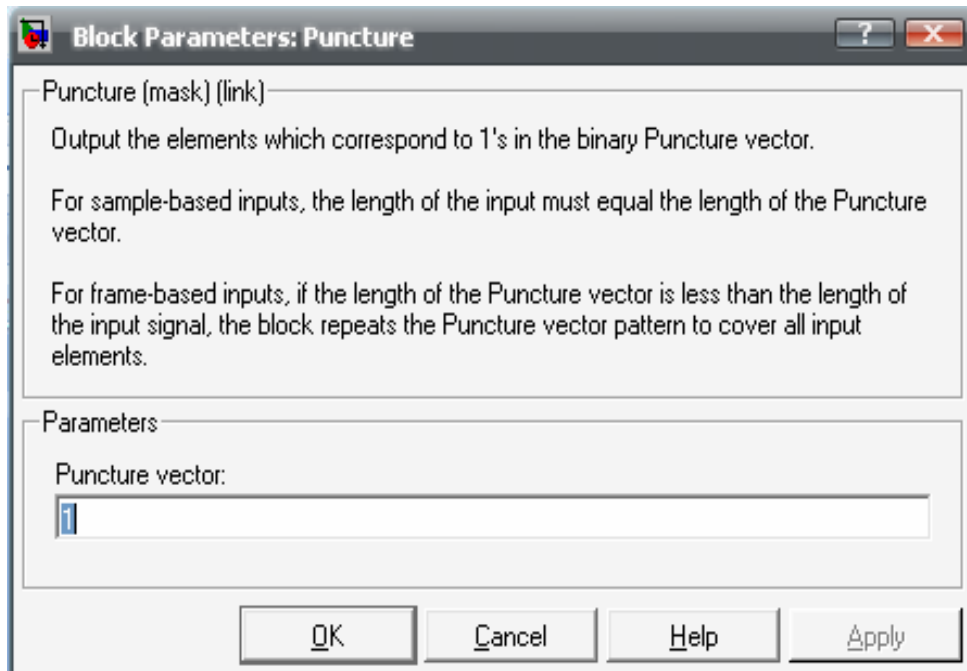 Block Parameters: Puncture
Puncture (mask) (link)
Output the elements which correspond to 1's in the binary Puncture vector.
For sample-based inputs, the length of the input must equal the length of the Puncture
vector.
For frame-based inputs, if the length of the Puncture vector is less than the length of
the input signal, the block repeats the Puncture vector pattern to cover all input
elements.
Parameters
Puncture vector:
1
OK Cancel Help Apply